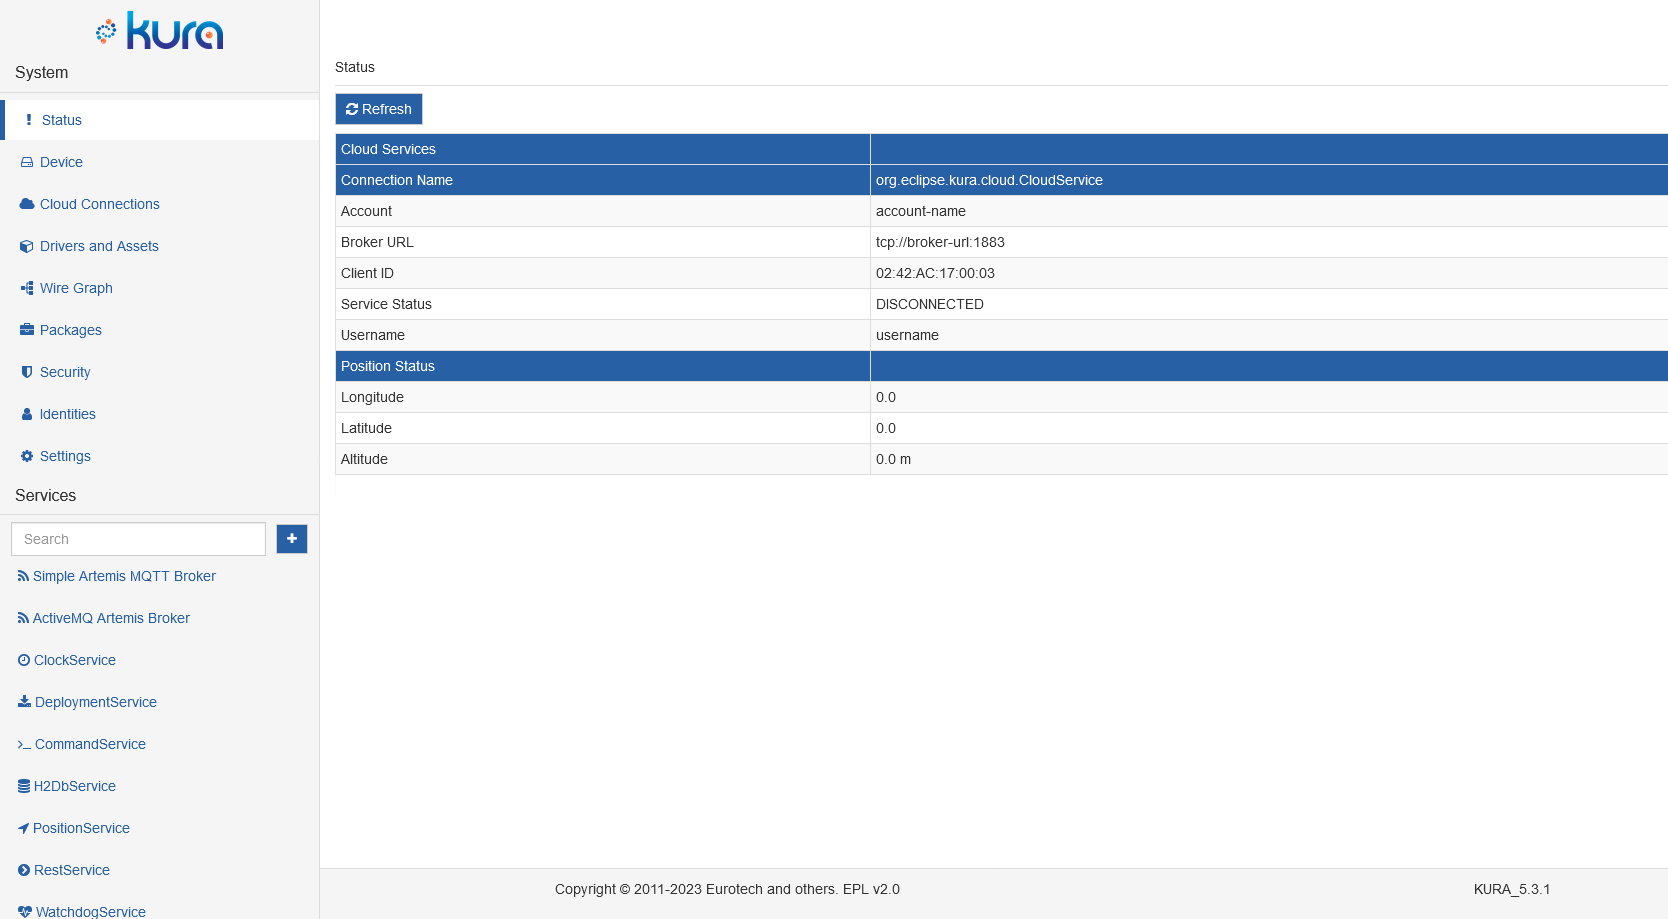 kura
System
Status
Device
Cloud Connections
Drivers and Assets
Wire Graph
Packages
Security
Identities
Settings
Services
Search
Simple Artemis MQTT Broker
ActiveMQ Artemis Broker
ClockService
DeploymentService
CommandService
H2DbService
PositionService
RestService
WatchdogService
Status
Refresh
Cloud Services
Connection Name org.eclipse.kura.cloud.CloudService
Account account-name
Broker URL tcp://broker-url:1883
Client ID 02:42:AC:17:00:03
Service Status DISCONNECTED
Username username
Position Status
Longitude 0.0
Latitude 0.0
Altitude 0.0 m
Copyright © 2011-2023 Eurotech and others. EPL v2.0 KURA_5.3.1